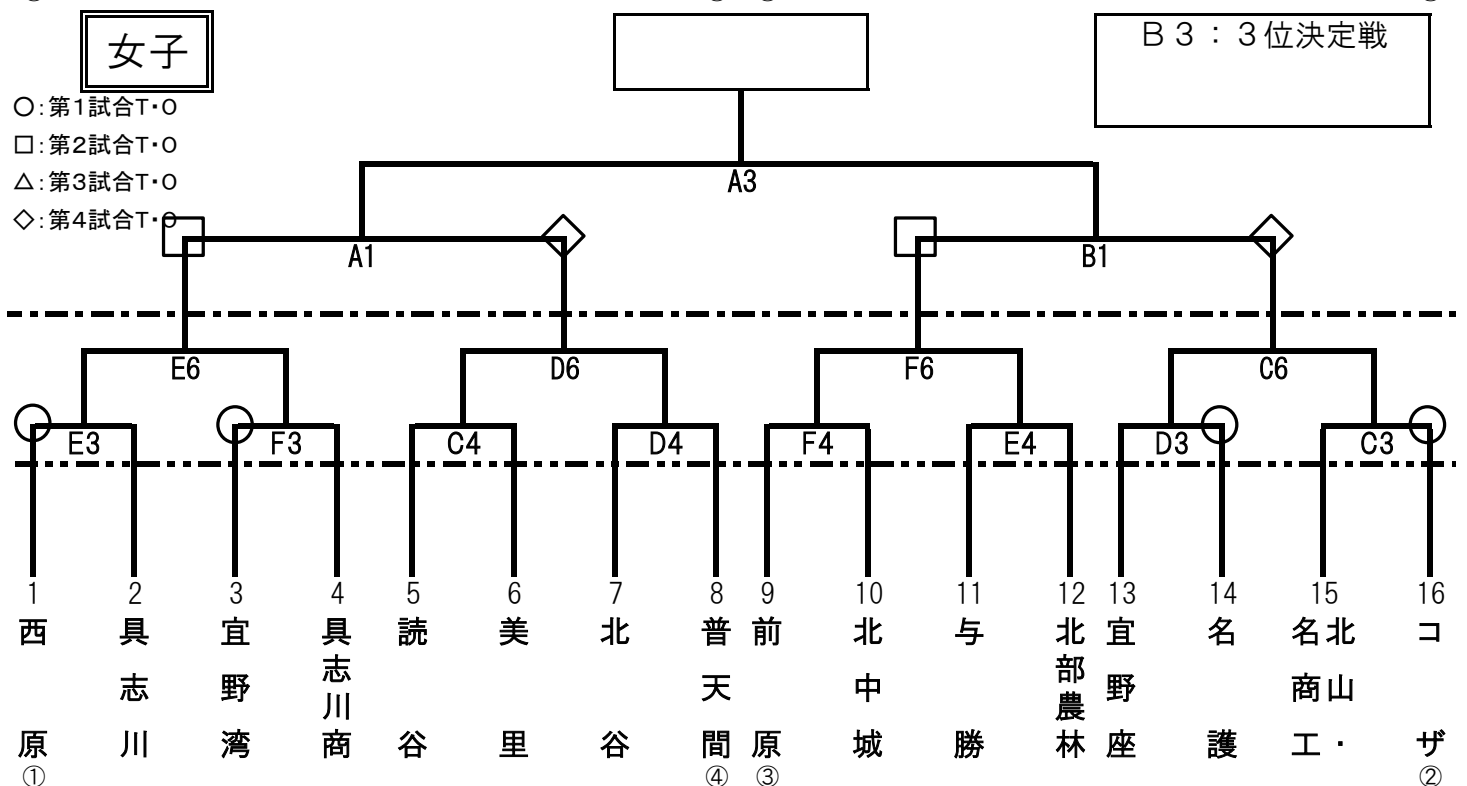 女子
B3：3位決定戦
○：第1試合T・O
□：第2試合T・O
△：第3試合T・O
◇：第4試合T・O
A3
A1
B1
E6
D6
F6
C6
E3
F3
C4
D4
F4
E4
D3
C3
1
2
3
4
5
6
7
8
9
10
11
12
13
14
15
16
西原
具志川
宜野湾
具志川商
読谷
美里
北谷
普天間
前原
北中城
与勝
北部農林
宜野座
名護
北山・
名商工
コザ
①
④
③
②